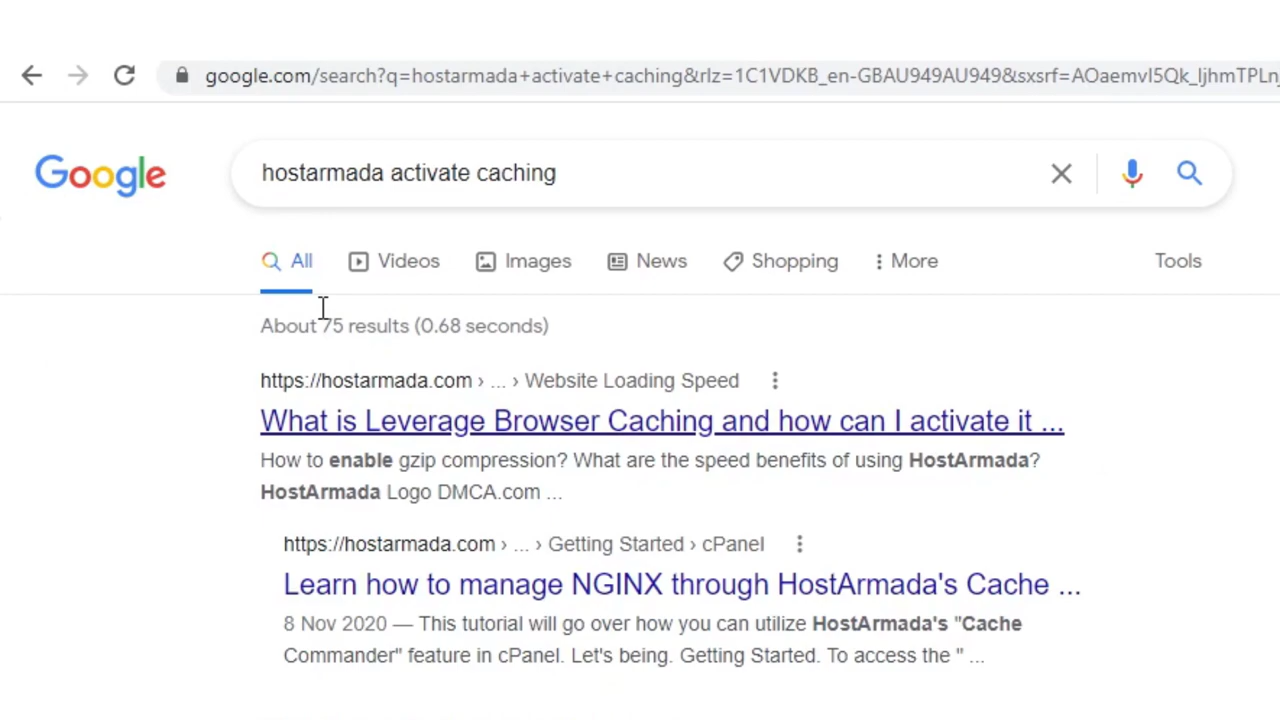 google.com/search?q=hostarmada+activate+caching&rlz=1C1VDKB_en-GBAU949AU949&sxsrf=AOaemvI5Qk_ljhmTPLn
Google
hostarmada activate caching
All Videos Images News Shopping More Tools
About 75 results (0.68 seconds)
https://hostarmada.com › ... › Website Loading Speed
What is Leverage Browser Caching and how can I activate it ...
How to enable gzip compression? What are the speed benefits of using HostArmada?
HostArmada Logo DMCA.com ...
https://hostarmada.com › ... › Getting Started › cPanel
Learn how to manage NGINX through HostArmada's Cache ...
8 Nov 2020 — This tutorial will go over how you can utilize HostArmada's "Cache
Commander" feature in cPanel. Let's being. Getting Started. To access the " ...